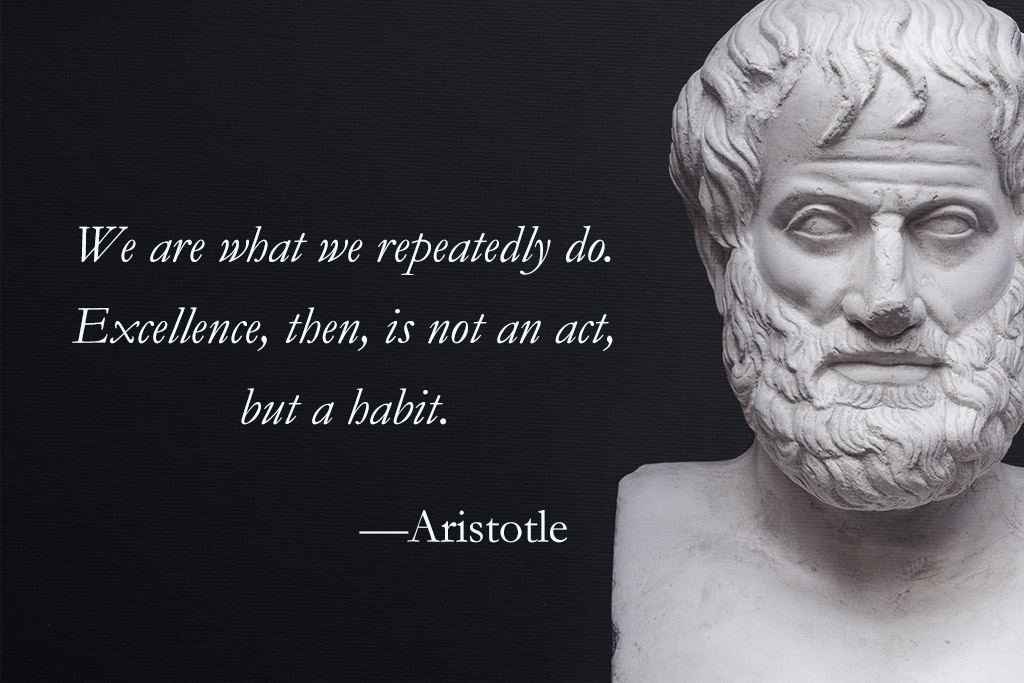 We are what we repeatedly do.
Excellence, then, is not an act,
but a habit.
—Aristotle